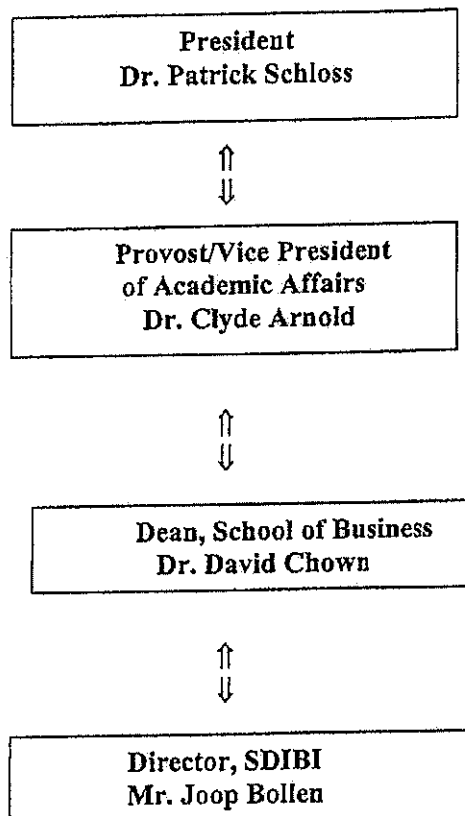 President
Dr. Patrick Schloss
⇑
⇓
Provost/Vice President
of Academic Affairs
Dr. Clyde Arnold
⇑
⇓
Dean, School of Business
Dr. David Chown
⇑
⇓
Director, SDIBI
Mr. Joop Bollen